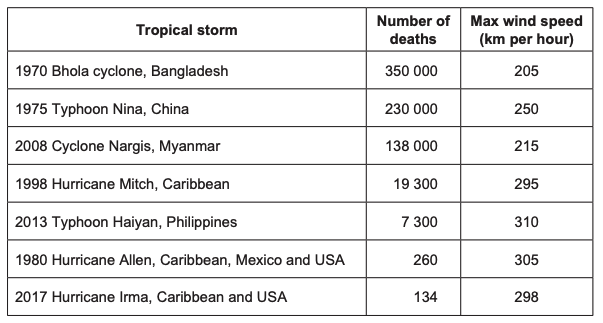 Tropical storm
Number of
deaths
Max wind speed
(km per hour)
1970 Bhola cyclone, Bangladesh 350 000 205
1975 Typhoon Nina, China 230 000 250
2008 Cyclone Nargis, Myanmar 138 000 215
1998 Hurricane Mitch, Caribbean 19 300 295
2013 Typhoon Haiyan, Philippines 7 300 310
1980 Hurricane Allen, Caribbean, Mexico and USA 260 305
2017 Hurricane Irma, Caribbean and USA 134 298